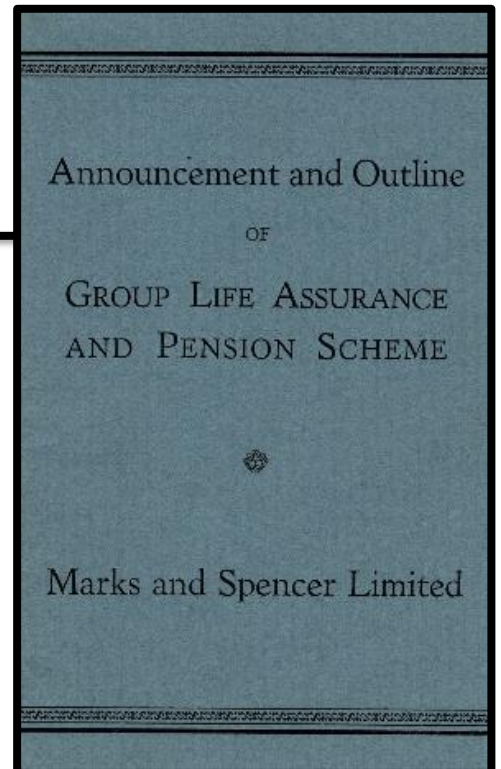 Announcement and Outline
OF
GROUP LIFE ASSURANCE
AND PENSION SCHEME
Marks and Spencer Limited